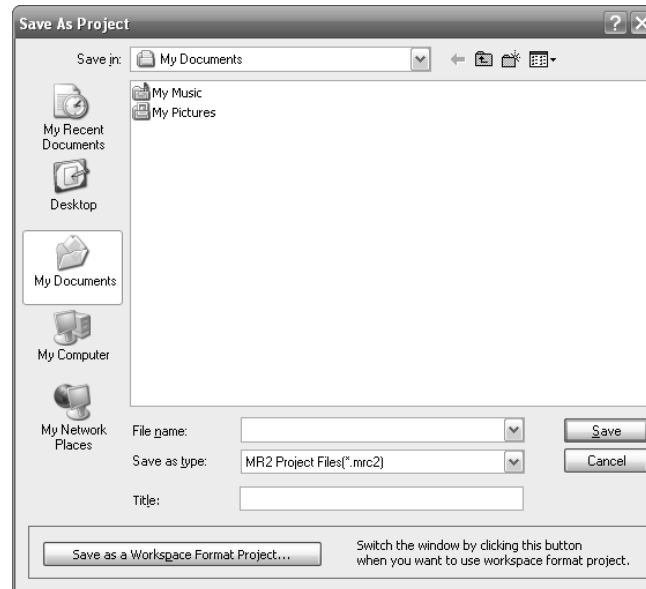 Save As Project
Save in:
My Documents
My Music
My Pictures
My Recent
Documents
Desktop
My Documents
My Computer
My Network
Places
File name:
Save
Save as type:
MR2 Project Files(*.mrc2)
Cancel
Title:
Save as a Workspace Format Project...
Switch the window by clicking this button
when you want to use workspace format project.